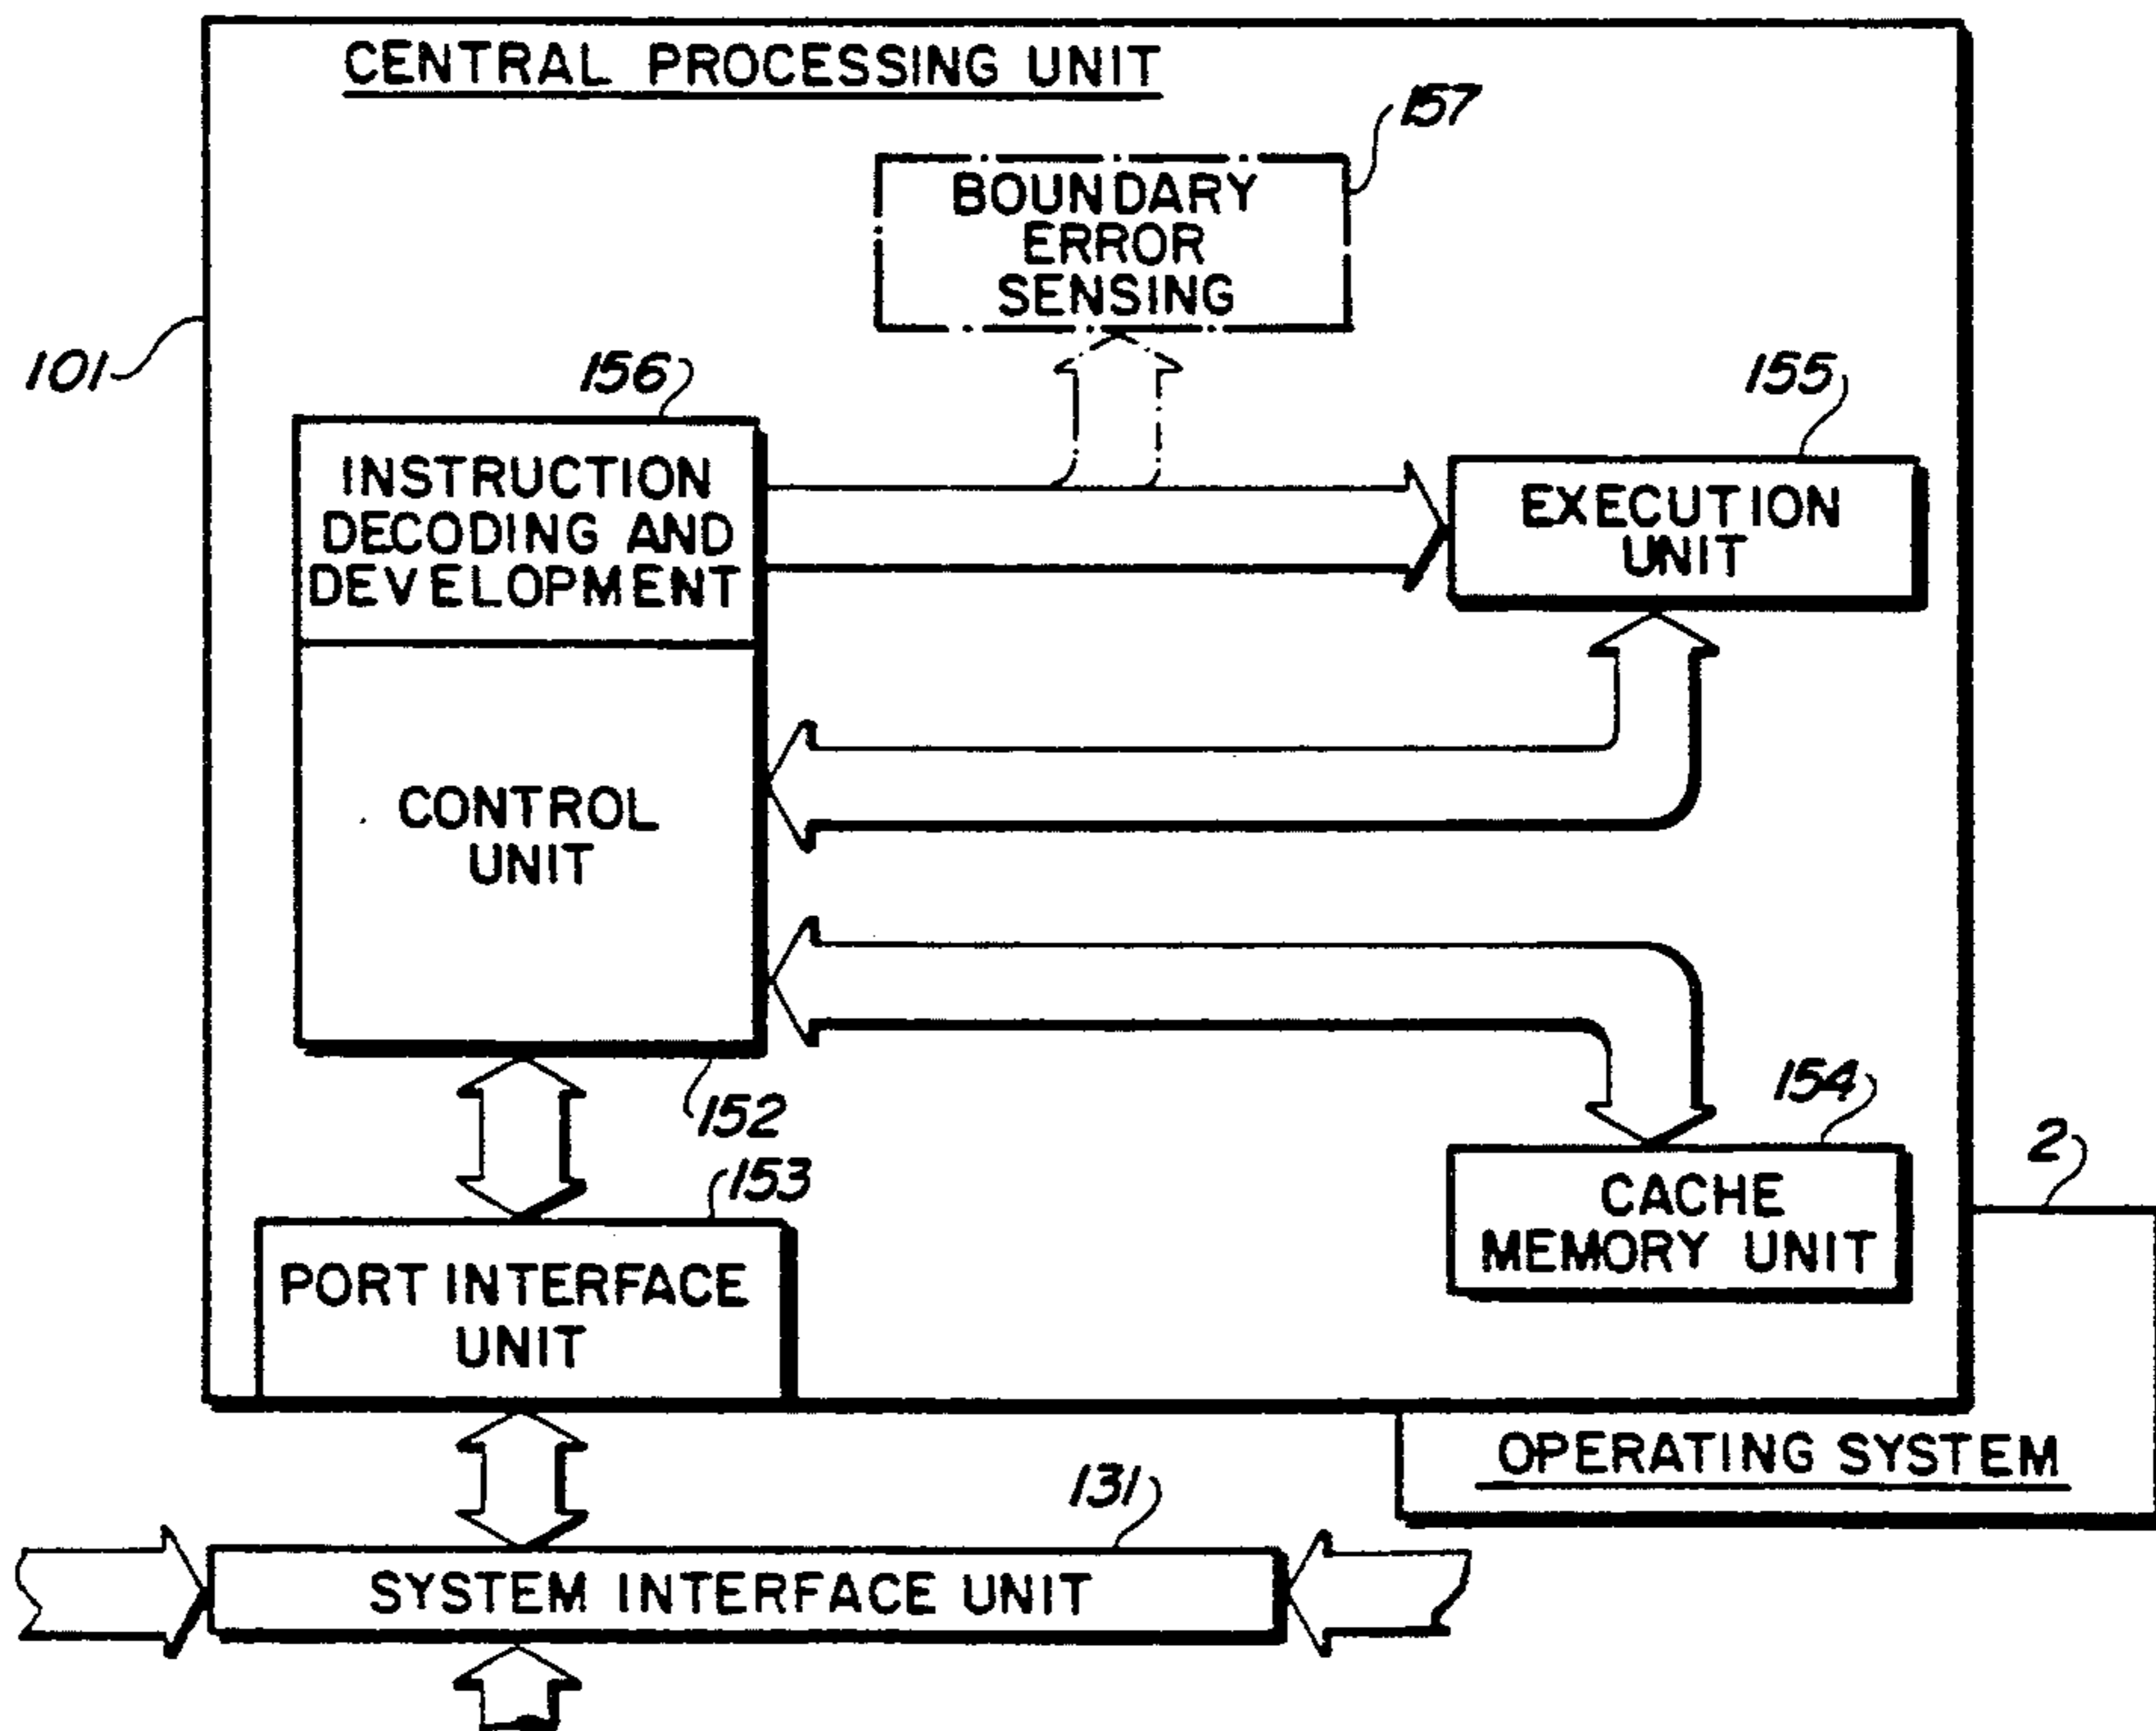 CENTRAL PROCESSING UNIT
157
BOUNDARY
ERROR
SENSING
101
156
155
INSTRUCTION
DECODING AND
DEVELOPMENT
EXECUTION
UNIT
CONTROL
UNIT
152
154
2
153
CACHE
MEMORY UNIT
PORT INTERFACE
UNIT
OPERATING SYSTEM
131
SYSTEM INTERFACE UNIT